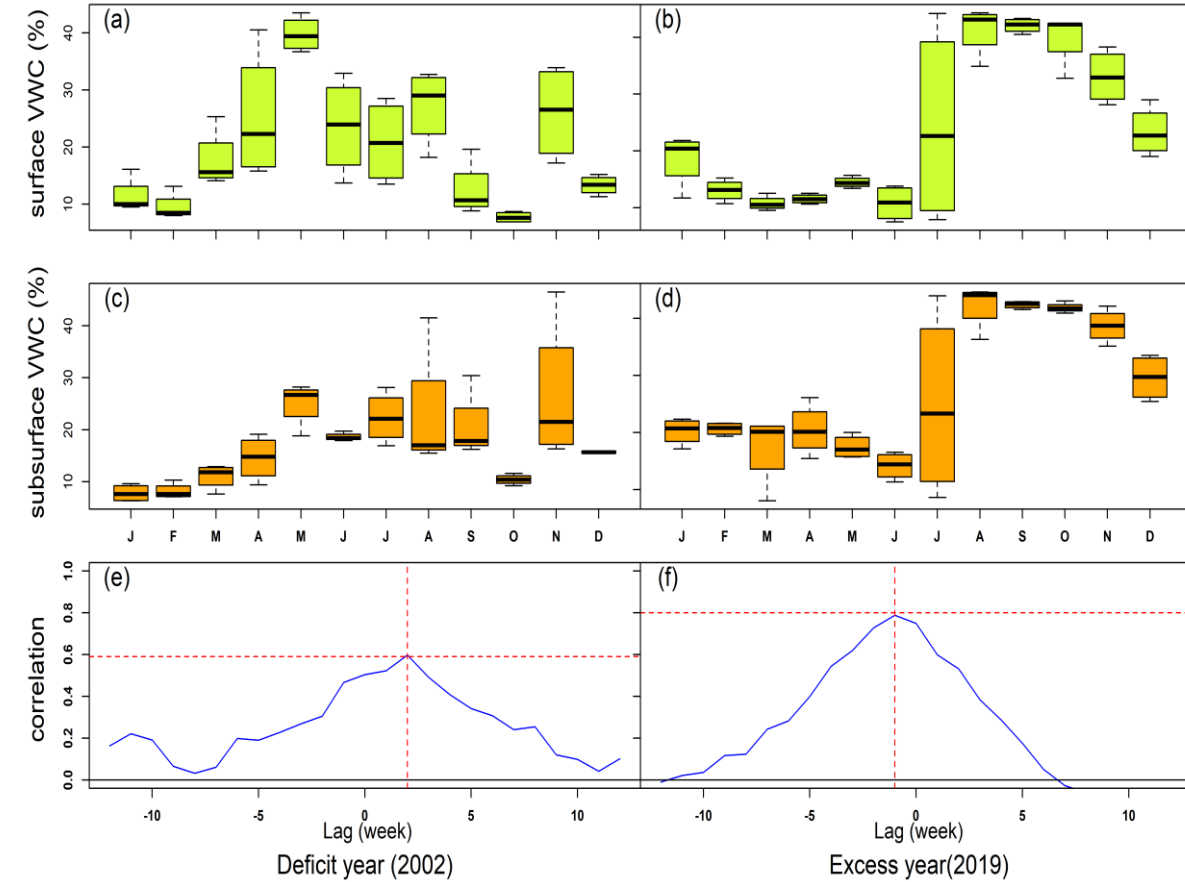 surface VWC (%)
40
30
20
10
(a)
(b)
J F M A M J J A S O N D
J F M A M J J A S O N D
subsurface VWC (%)
40
30
20
10
(c)
(d)
J F M A M J J A S O N D
J F M A M J J A S O N D
correlation
1.0
0.8
0.6
0.4
0.2
0.0
(e)
(f)
-10 -5 0 5 10
-10 -5 0 5 10
Lag (week)
Lag (week)
Deficit year (2002)
Excess year(2019)